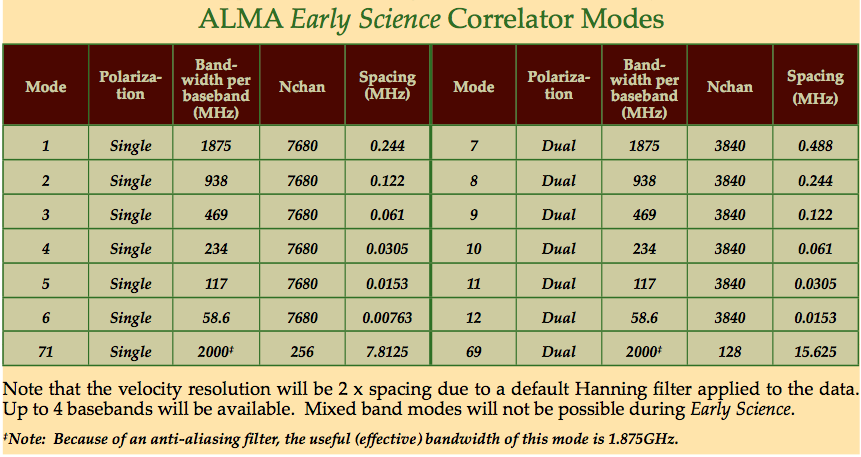 ALMA Early Science Correlator Modes
Mode Polariza-tion Band-width per baseband (MHz) Nchan Spacing (MHz) Mode Polariza-tion Band-width per baseband (MHz) Nchan Spacing (MHz)
1 Single 1875 7680 0.244 7 Dual 1875 3840 0.488
2 Single 938 7680 0.122 8 Dual 938 3840 0.244
3 Single 469 7680 0.061 9 Dual 469 3840 0.122
4 Single 234 7680 0.0305 10 Dual 234 3840 0.061
5 Single 117 7680 0.0153 11 Dual 117 3840 0.0305
6 Single 58.6 7680 0.00763 12 Dual 58.6 3840 0.0153
71 Single 2000‡ 256 7.8125 69 Dual 2000‡ 128 15.625
Note that the velocity resolution will be 2 x spacing due to a default Hanning filter applied to the data.
Up to 4 basebands will be available. Mixed band modes will not be possible during Early Science.
‡Note: Because of an anti-aliasing filter, the useful (effective) bandwidth of this mode is 1.875GHz.